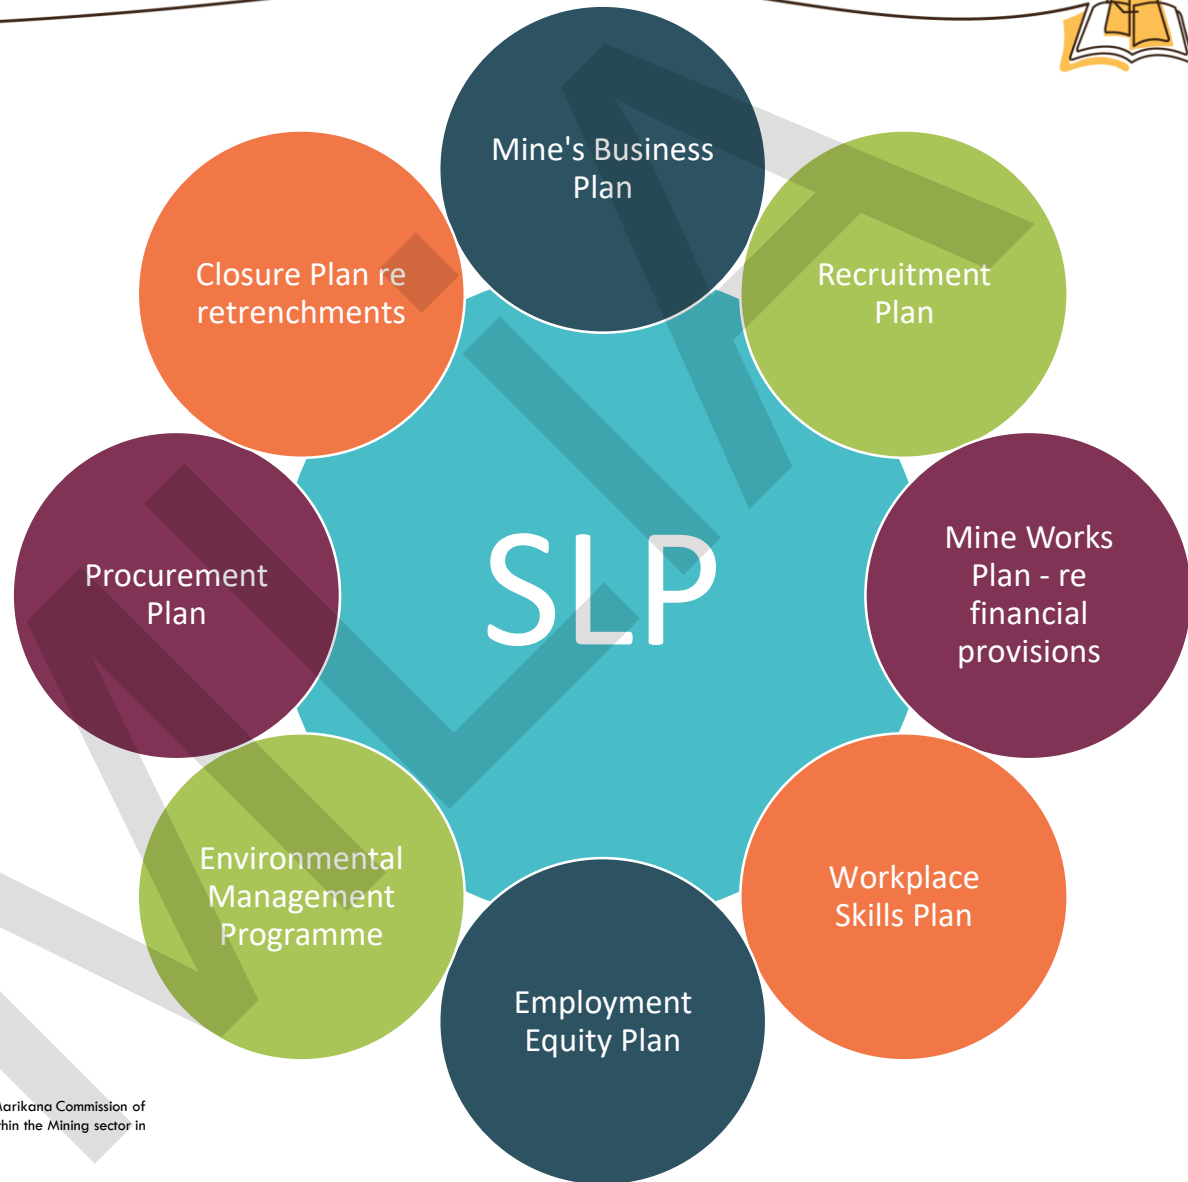 Mine's Business
Plan
Recruitment
Plan
Mine Works
Plan - re
financial
provisions
Workplace
Skills Plan
Employment
Equity Plan
Environmental
Management
Programme
Procurement
Plan
Closure Plan re
retrenchments
SLP
Marikana Commission of
the Mining sector in